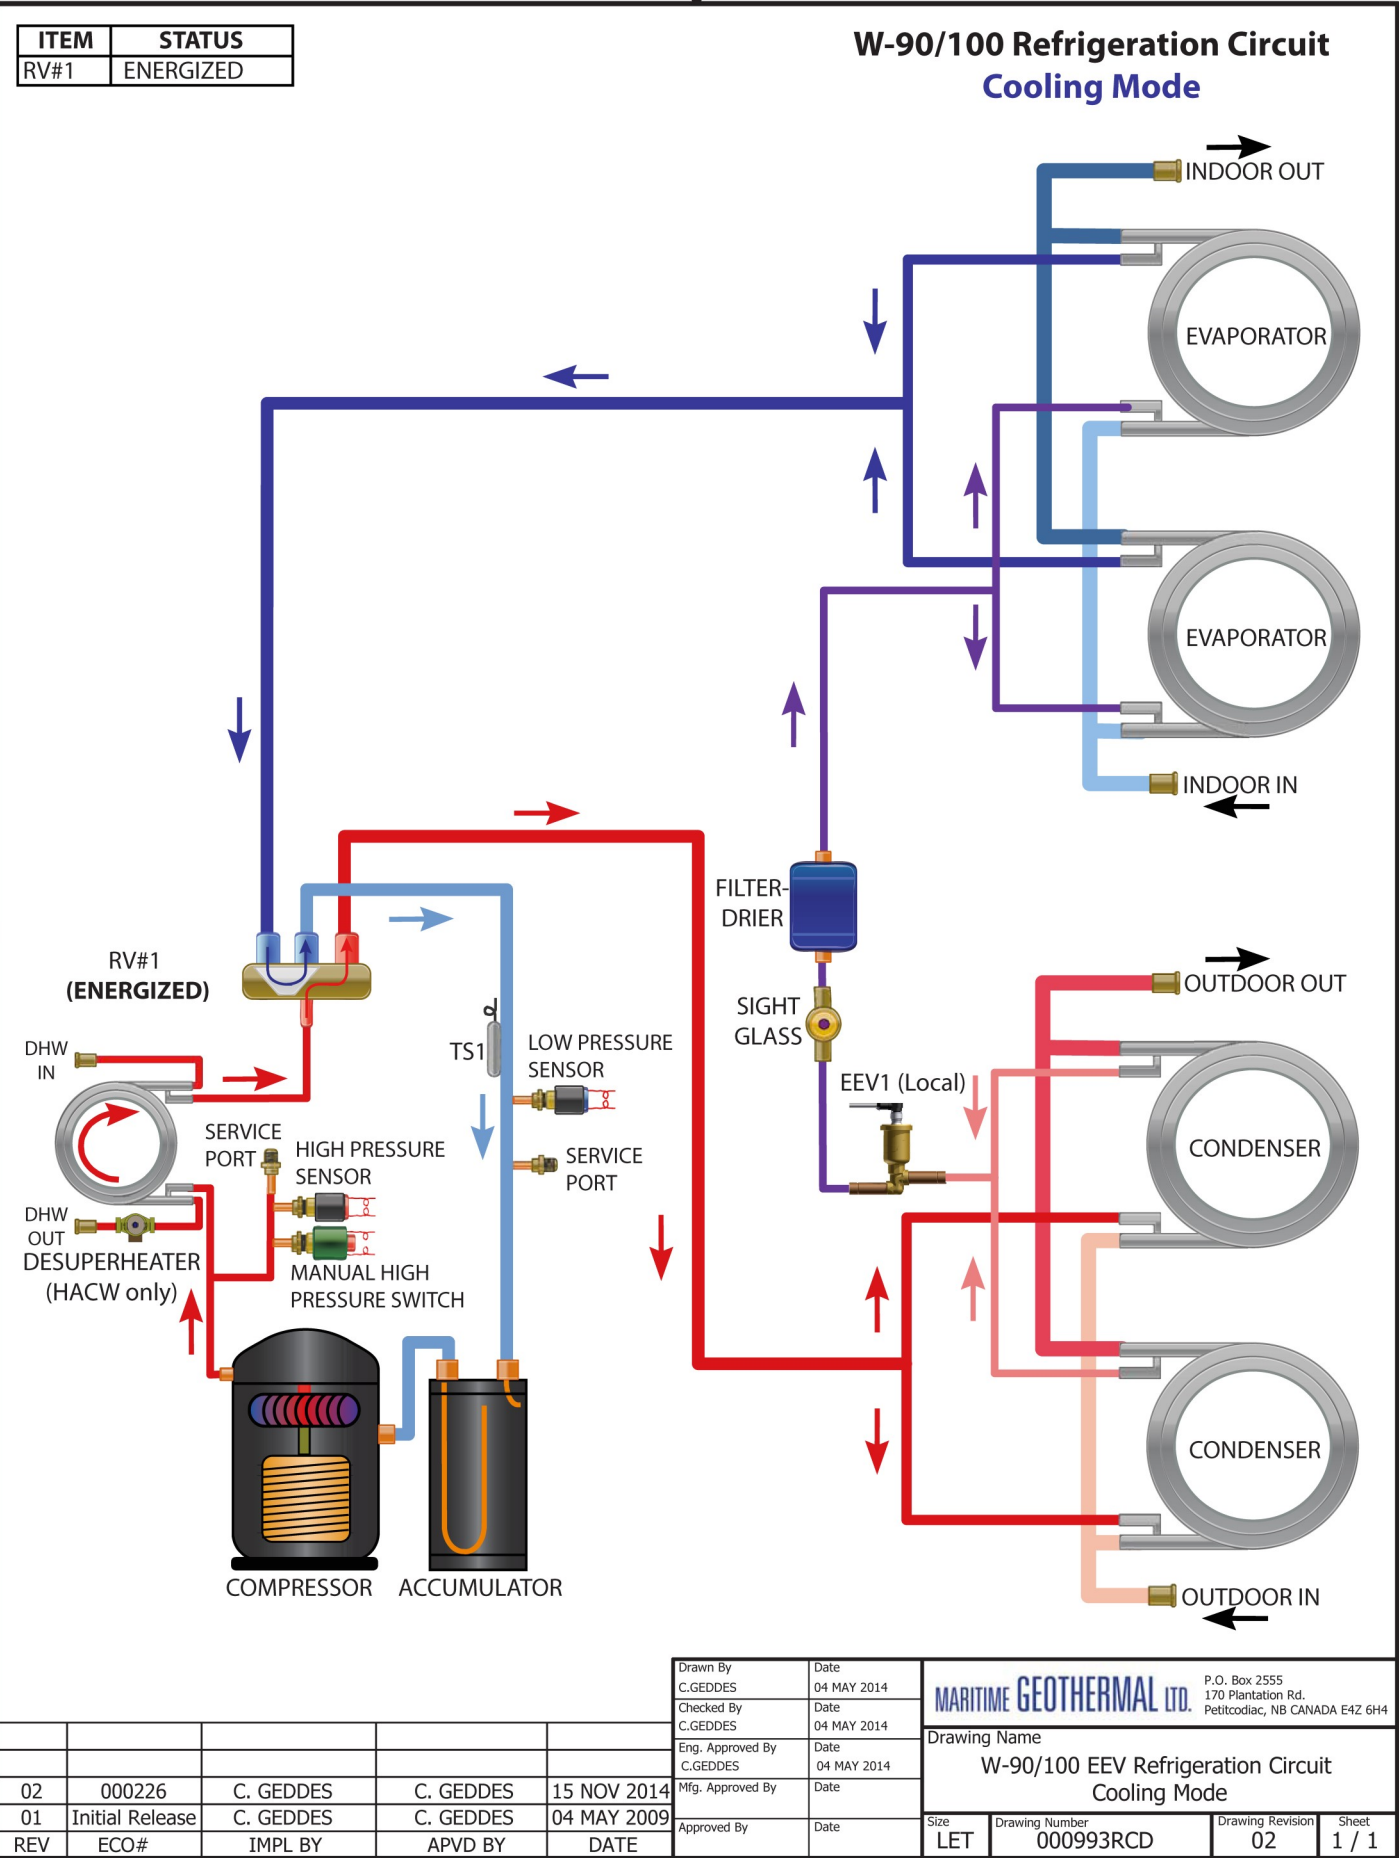 ITEM STATUS
RV#1 ENERGIZED
W-90/100 Refrigeration Circuit
Cooling Mode
INDOOR OUT
EVAPORATOR
EVAPORATOR
INDOOR IN
FILTER-
DRIER
SIGHT
GLASS
EEV1 (Local)
OUTDOOR OUT
CONDENSER
CONDENSER
OUTDOOR IN
RV#1
(ENERGIZED)
TS1
LOW PRESSURE
SENSOR
SERVICE
PORT
DHW
IN
SERVICE
PORT
HIGH PRESSURE
SENSOR
DHW
OUT
DESUPERHEATER
(HACW only)
MANUAL HIGH
PRESSURE SWITCH
COMPRESSOR
ACCUMULATOR
02 000226 C. GEDDES C. GEDDES 15 NOV 2014
01 Initial Release C. GEDDES C. GEDDES 04 MAY 2009
REV ECO# IMPL BY APVD BY DATE
Drawn By Date
C.GEDDES 04 MAY 2014
Checked By Date
C.GEDDES 04 MAY 2014
Eng. Approved By Date
C.GEDDES 04 MAY 2014
Mfg. Approved By Date
Approved By Date
MARITIME GEOTHERMAL LTD.
P.O. Box 2555
170 Plantation Rd.
Petitcodiac, NB CANADA E4Z 6H4
Drawing Name
W-90/100 EEV Refrigeration Circuit
Cooling Mode
Size Drawing Number Drawing Revision Sheet
LET 000993RCD 02 1 / 1